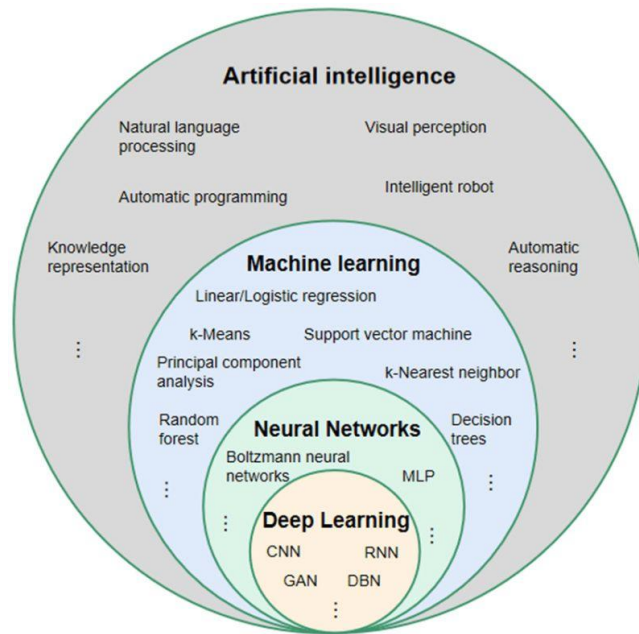 Artificial intelligence
Natural language
processing
Visual perception
Automatic programming
Intelligent robot
Knowledge
representation
Automatic
reasoning
⋮
⋮
Machine learning
Linear/Logistic regression
k-Means
Support vector machine
Principal component
analysis
k-Nearest neighbor
Random
forest
Decision
trees
⋮
⋮
Neural Networks
Boltzmann neural
networks
MLP
⋮
⋮
Deep Learning
CNN
RNN
GAN
DBN
⋮